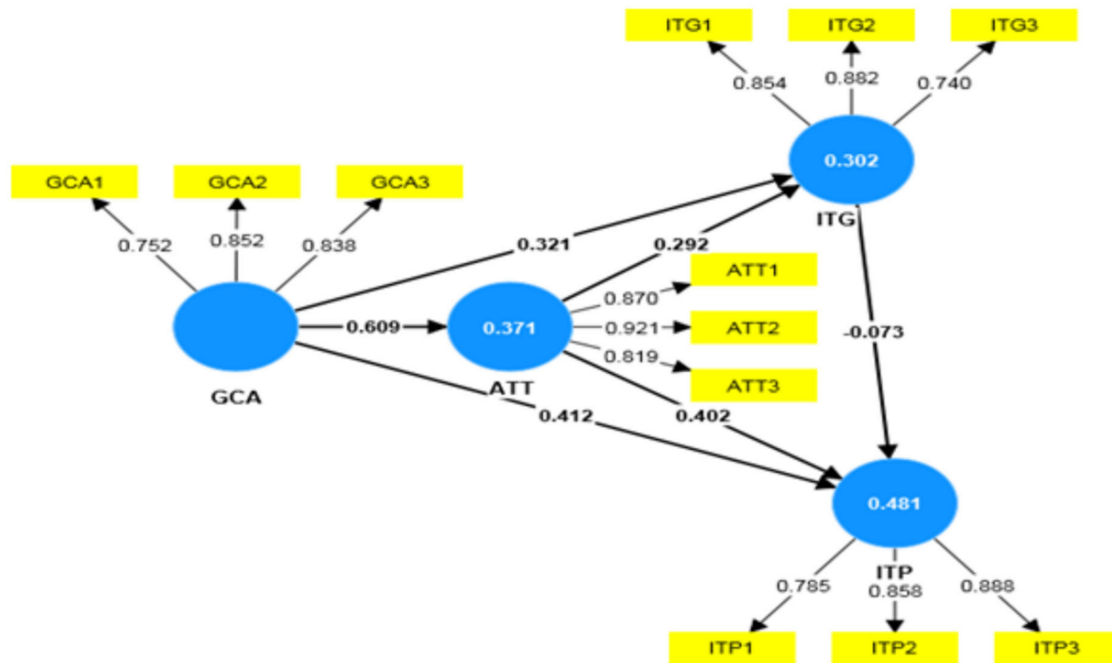 ITG1 ITG2 ITG3
0.854 0.882 0.740
0.302
ITG
GCA1 GCA2 GCA3
0.752 0.852 0.838
0.321 0.292
ATT1
0.870
0.609 0.371 0.921 ATT2
0.819
ATT3
GCA ATT
0.412 0.402
-0.073
0.481
ITP
0.785 0.858 0.888
ITP1 ITP2 ITP3